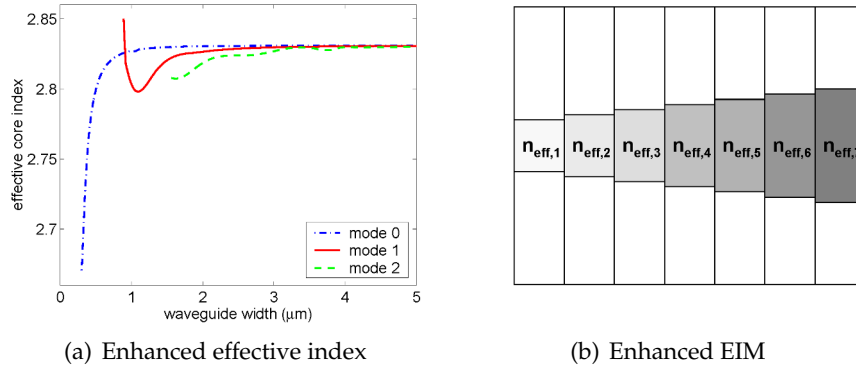 2.85
2.8
2.75
2.7
effective core index
0 1 2 3 4 5
waveguide width (μm)
mode 0
mode 1
mode 2
(a) Enhanced effective index
n_eff,1 n_eff,2 n_eff,3 n_eff,4 n_eff,5 n_eff,6 n_eff,7
(b) Enhanced EIM